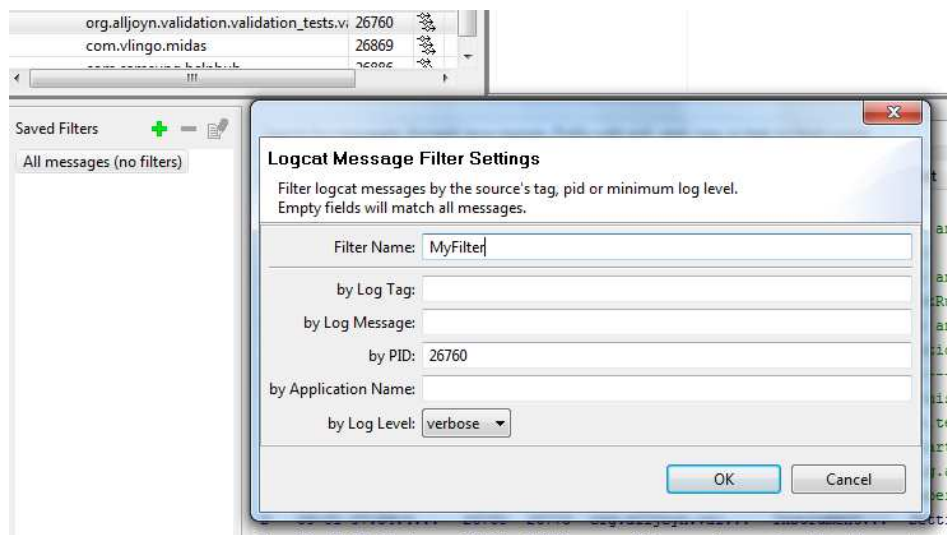 org.alljoyn.validation.validation_tests.v 26760
com.vlingo.midas 26869
Saved Filters
All messages (no filters)
Logcat Message Filter Settings
Filter logcat messages by the source's tag, pid or minimum log level.
Empty fields will match all messages.
Filter Name: MyFilter
by Log Tag:
by Log Message:
by PID: 26760
by Application Name:
by Log Level: verbose
OK Cancel